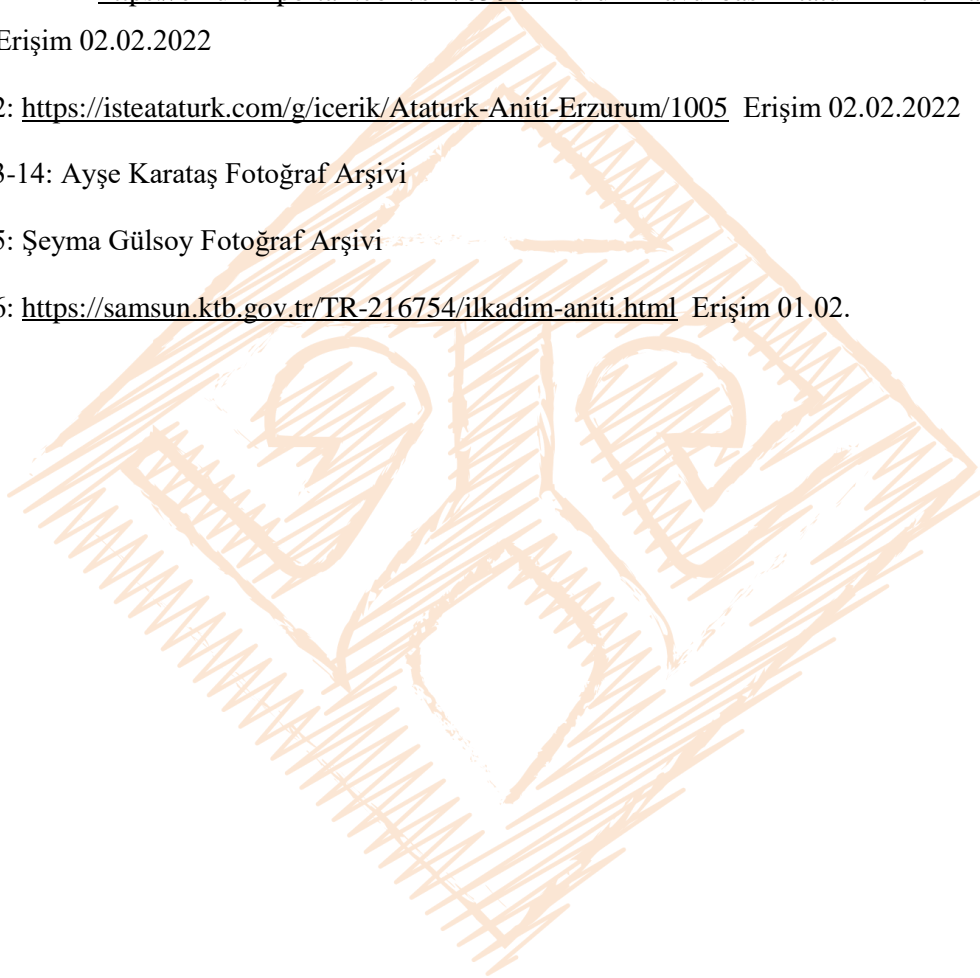 Erişim 02.02.2022
2: https://isteataturk.com/g/icerik/Ataturk-Aniti-Erzurum/1005 Erişim 02.02.2022
3-14: Ayşe Karataş Fotoğraf Arşivi
5: Şeyma Gülsoy Fotoğraf Arşivi
6: https://samsun.ktb.gov.tr/TR-216754/ilkadim-aniti.html Erişim 01.02.